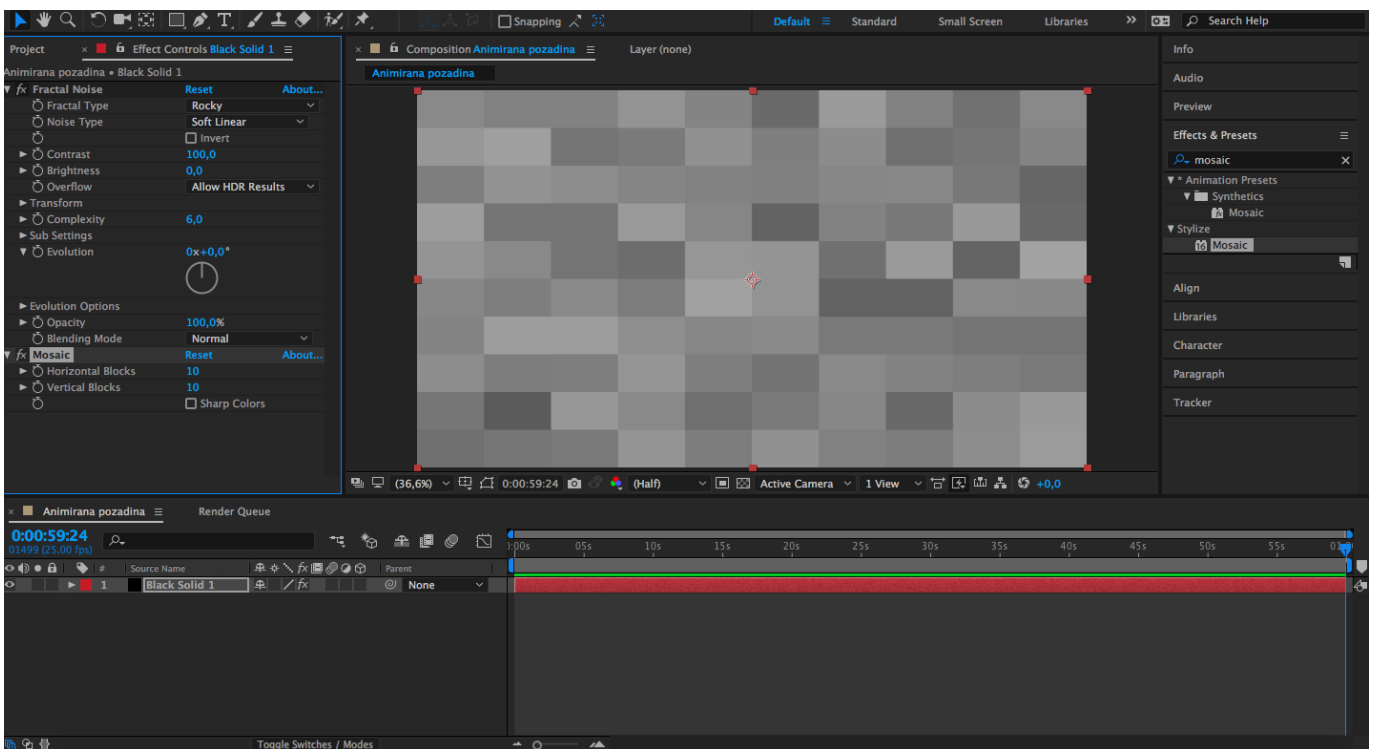 Snapping
Default
Standard
Small Screen
Libraries
Search Help
Project
Effect Controls Black Solid 1
Composition Animirana pozadina
Layer (none)
Info
Animirana pozadina • Black Solid 1
Animirana pozadina
Audio
fx Fractal Noise Reset About...
Fractal Type Rocky
Preview
Noise Type Soft Linear
Invert
Effects & Presets
Contrast 100,0
mosaic
Brightness 0,0
Overflow Allow HDR Results
* Animation Presets
Transform
Synthetics
Complexity 6,0
Mosaic
Sub Settings
Stylize
Evolution 0x+0,0°
Mosaic
Align
Evolution Options
Libraries
Opacity 100,0%
Blending Mode Normal
Character
fx Mosaic Reset About...
Horizontal Blocks 10
Paragraph
Vertical Blocks 10
Sharp Colors
Tracker
(36,6%) 0:00:59:24 (Half) Active Camera 1 View +0,0
Animirana pozadina
Render Queue
0:00:59:24
01499 (25.00 fps)
):00s 05s 10s 15s 20s 25s 30s 35s 40s 45s 50s 55s
# Source Name fx Parent
1 Black Solid 1 fx None
Toggle Switches / Modes